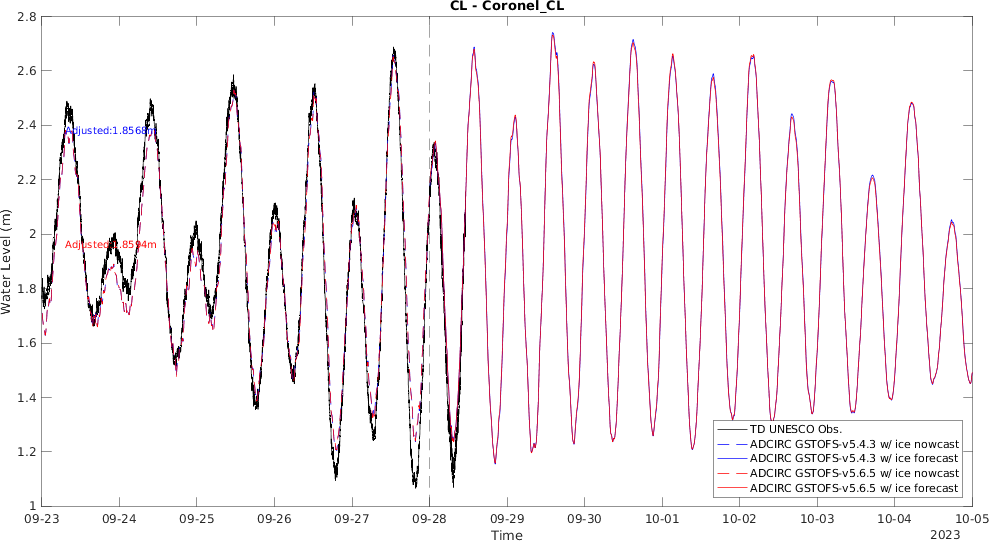 CL - Coronel_CL
2.8
2.6
2.4
2.2
2
1.8
1.6
1.4
1.2
1
Water Level (m)
Adjusted:1.8568m
Adjusted:1.8594m
TD UNESCO Obs.
ADCIRC GSTOFS-v5.4.3 w/ ice nowcast
ADCIRC GSTOFS-v5.4.3 w/ ice forecast
ADCIRC GSTOFS-v5.6.5 w/ ice nowcast
ADCIRC GSTOFS-v5.6.5 w/ ice forecast
09-23 09-24 09-25 09-26 09-27 09-28 09-29 09-30 10-01 10-02 10-03 10-04 10-05
Time
2023